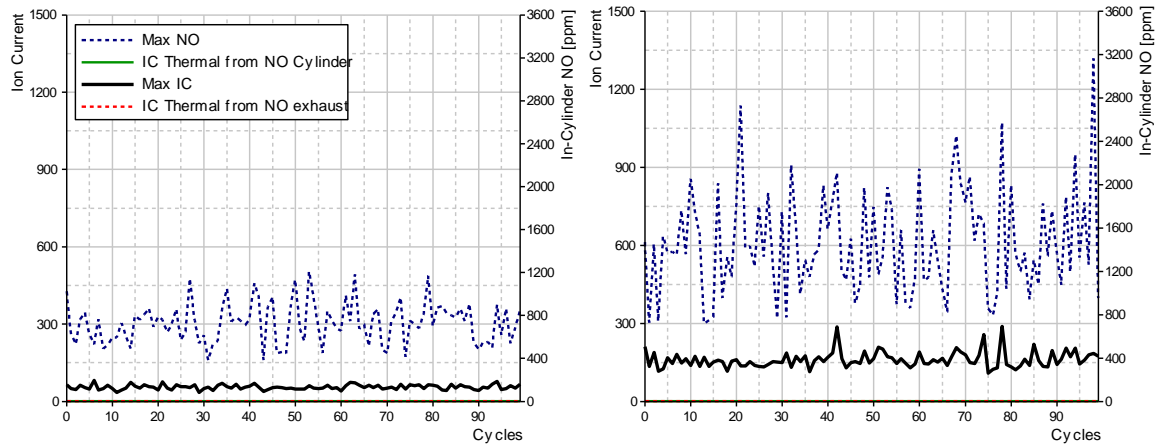 1500
1200
900
600
300
0
Ion Current
Max NO
IC Thermal from NO Cylinder
Max IC
IC Thermal from NO exhaust
3600
3200
2800
2400
2000
1600
1200
800
400
0
In-Cylinder NO [ppm]
0 10 20 30 40 50 60 70 80 90
Cycles
1500
1200
900
600
300
0
Ion Current
3600
3200
2800
2400
2000
1600
1200
800
400
0
In-Cylinder NO [ppm]
0 10 20 30 40 50 60 70 80 90
Cycles